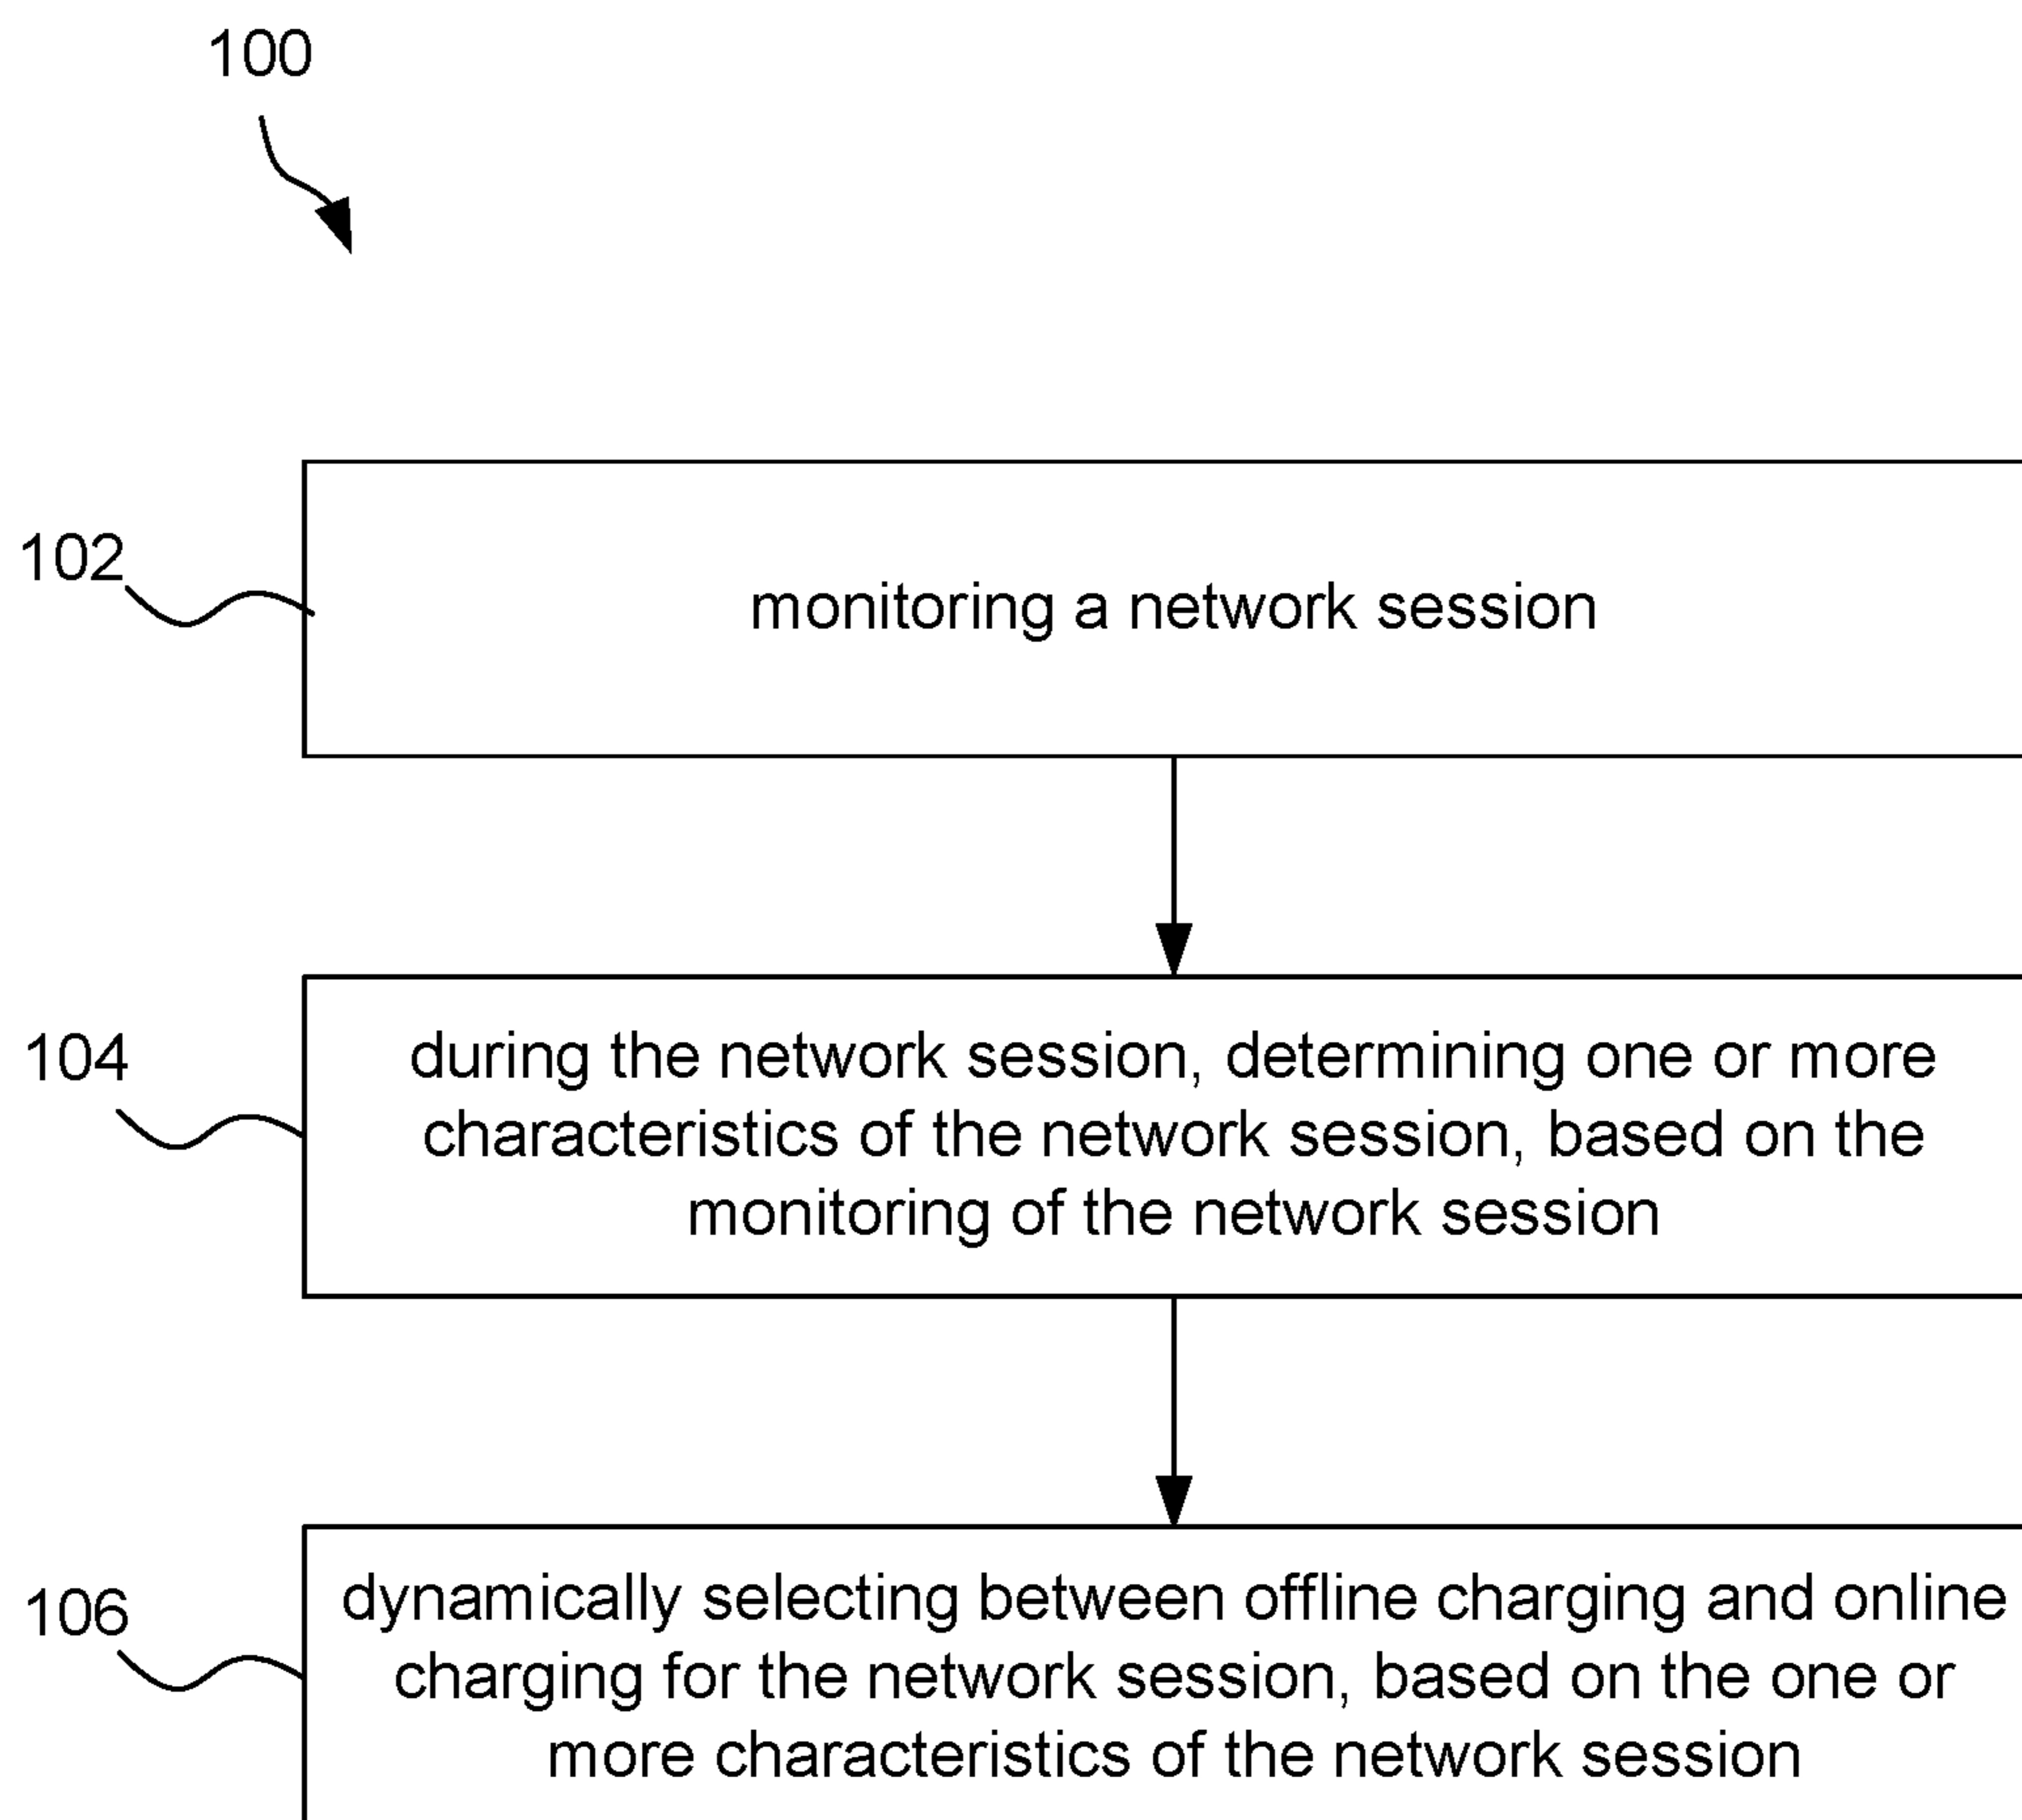 100
102
monitoring a network session
104
during the network session, determining one or more
characteristics of the network session, based on the
monitoring of the network session
106
dynamically selecting between offline charging and online
charging for the network session, based on the one or
more characteristics of the network session